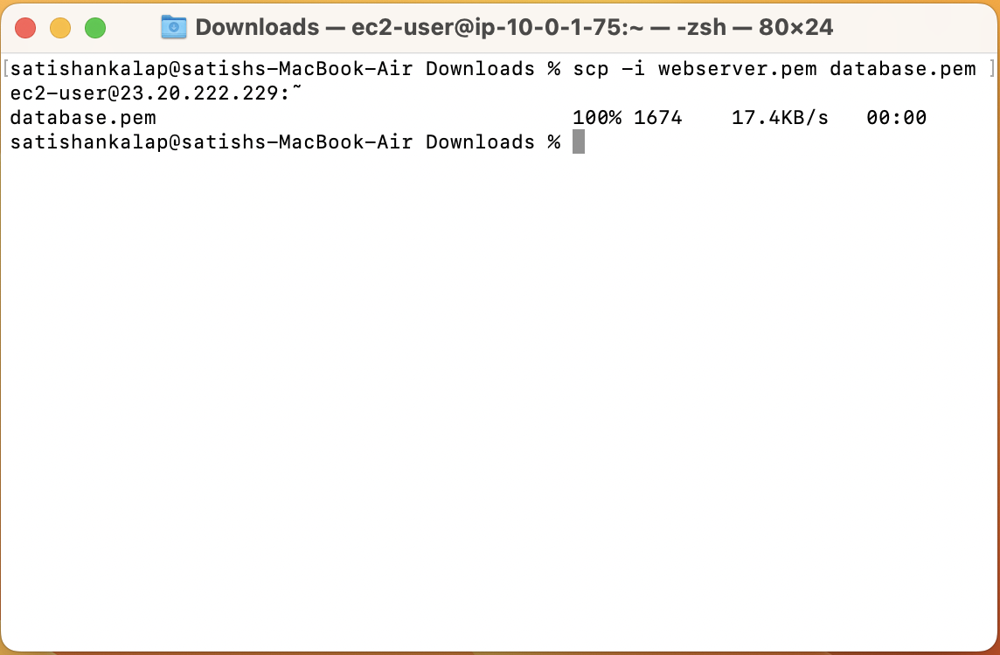 Downloads — ec2-user@ip-10-0-1-75:~ — -zsh — 80×24
[satishankalap@satishs-MacBook-Air Downloads % scp -i webserver.pem database.pem ]
ec2-user@23.20.222.229:~
database.pem 100% 1674 17.4KB/s 00:00
satishankalap@satishs-MacBook-Air Downloads %